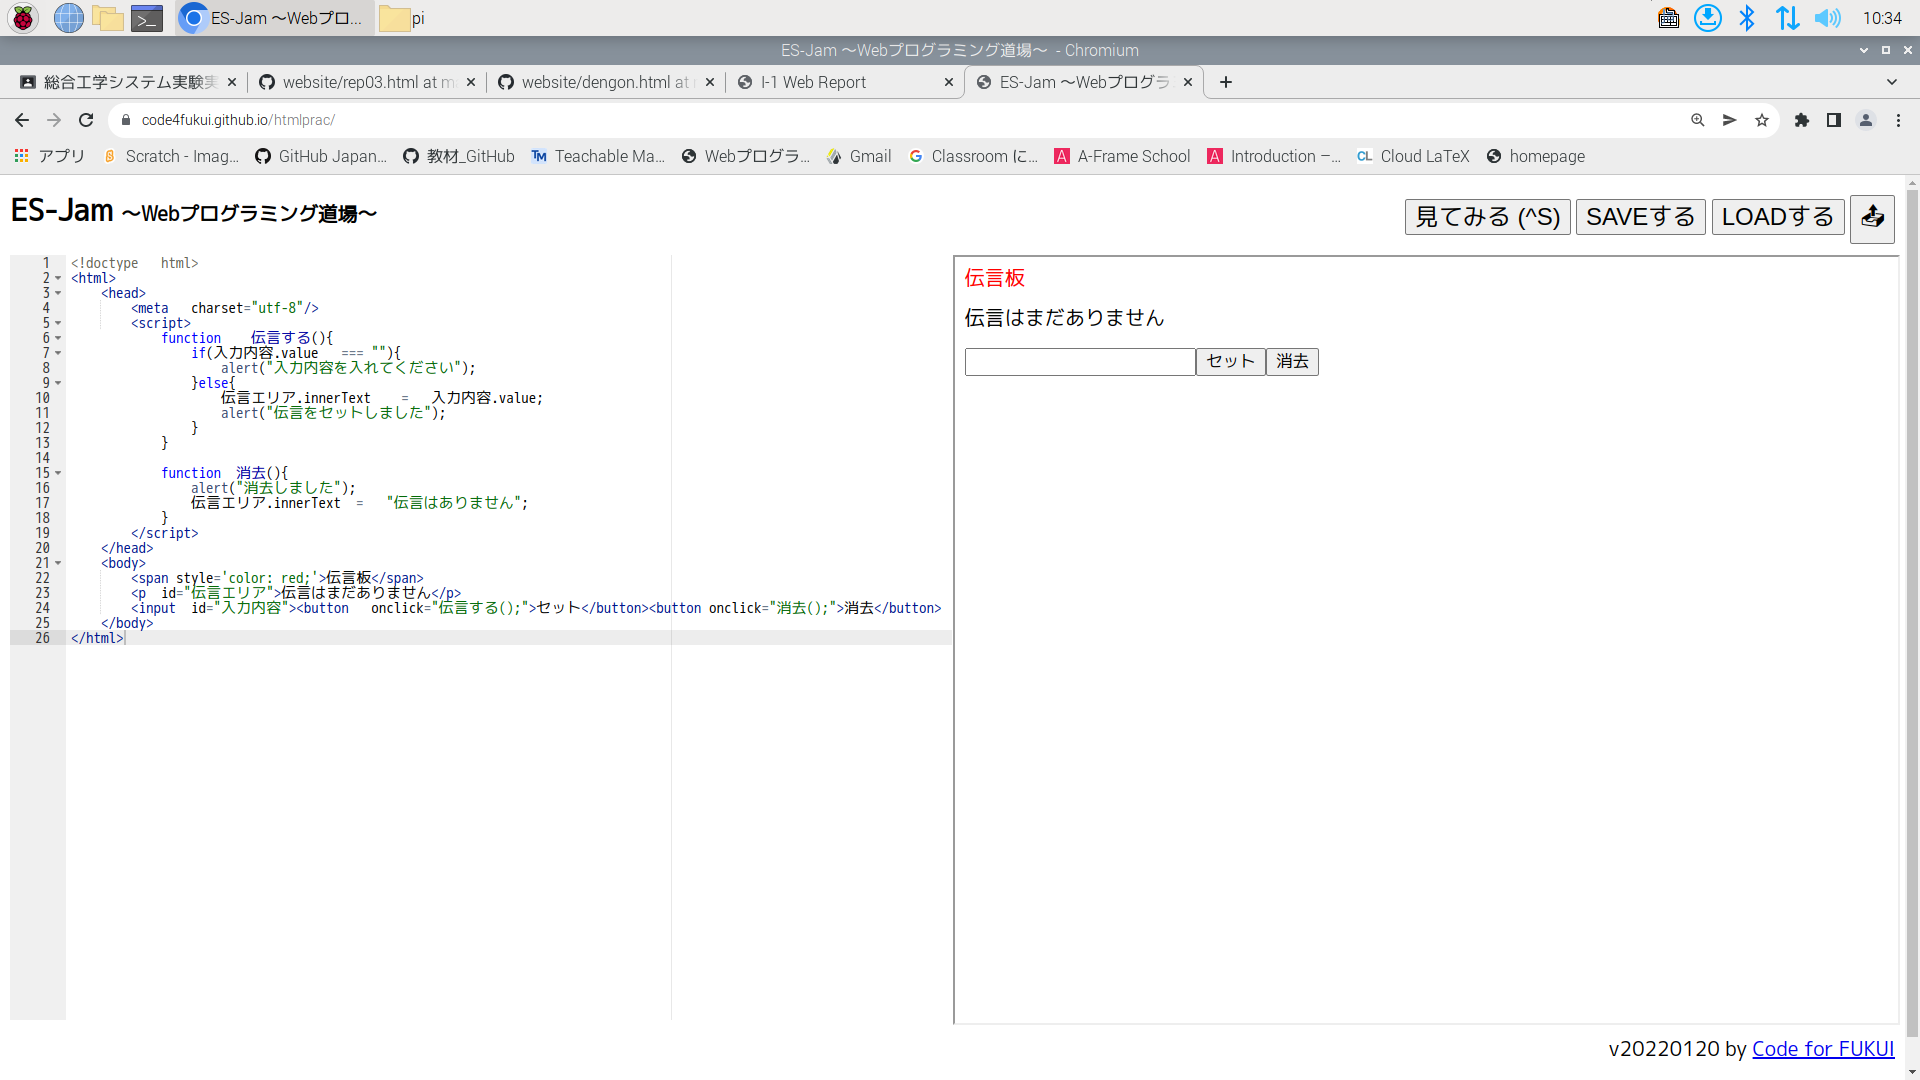 ES-Jam ～Webプロ...
pi
10:34
ES-Jam ～Webプログラミング道場～ - Chromium
総合工学システム実験実
website/rep03.html at m
website/dengon.html at
I-1 Web Report
ES-Jam ～Webプログラ
code4fukui.github.io/htmlprac/
アプリ
Scratch - Imag...
GitHub Japan...
教材_GitHub
Teachable Ma...
Webプログラ...
Gmail
Classroom に...
A-Frame School
Introduction –...
Cloud LaTeX
homepage
ES-Jam ～Webプログラミング道場～
見てみる (^S)
SAVEする
LOADする
1 <!doctype html>
2 <html>
3 <head>
4 <meta charset="utf-8"/>
5 <script>
6 function 伝言する(){
7 if(入力内容.value === ""){
8 alert("入力内容を入れてください");
9 }else{
10 伝言エリア.innerText = 入力内容.value;
11 alert("伝言をセットしました");
12 }
13 }
14
15 function 消去(){
16 alert("消去しました");
17 伝言エリア.innerText = "伝言はありません";
18 }
19 </script>
20 </head>
21 <body>
22 <span style='color: red;'>伝言板</span>
23 <p id="伝言エリア">伝言はまだありません</p>
24 <input id="入力内容"><button onclick="伝言する();">セット</button><button onclick="消去();">消去</button>
25 </body>
26 </html>
伝言板
伝言はまだありません
セット
消去
v20220120 by Code for FUKUI